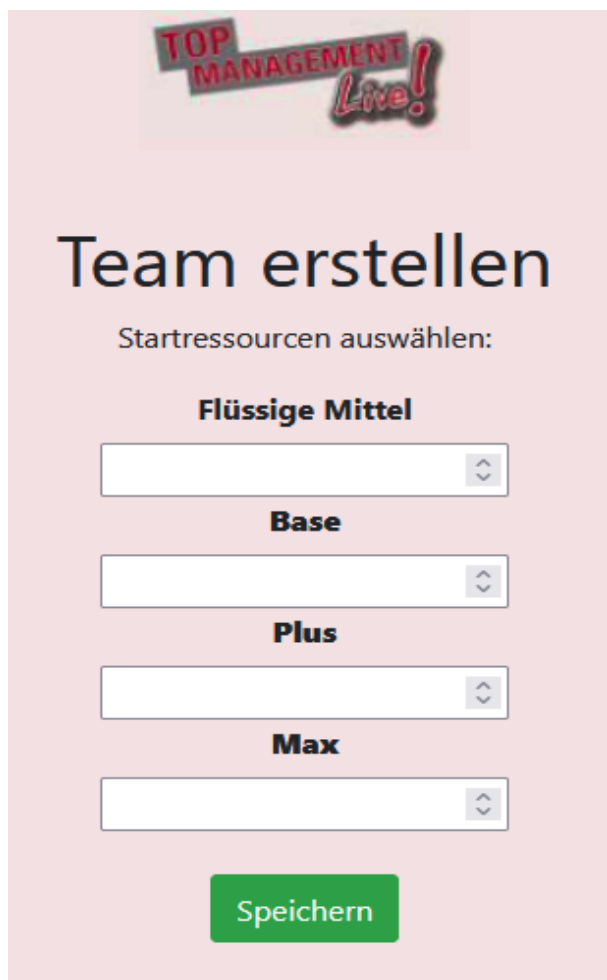 TOP
MANAGEMENT
Live!
Team erstellen
Startressourcen auswählen:
Flüssige Mittel
Base
Plus
Max
Speichern